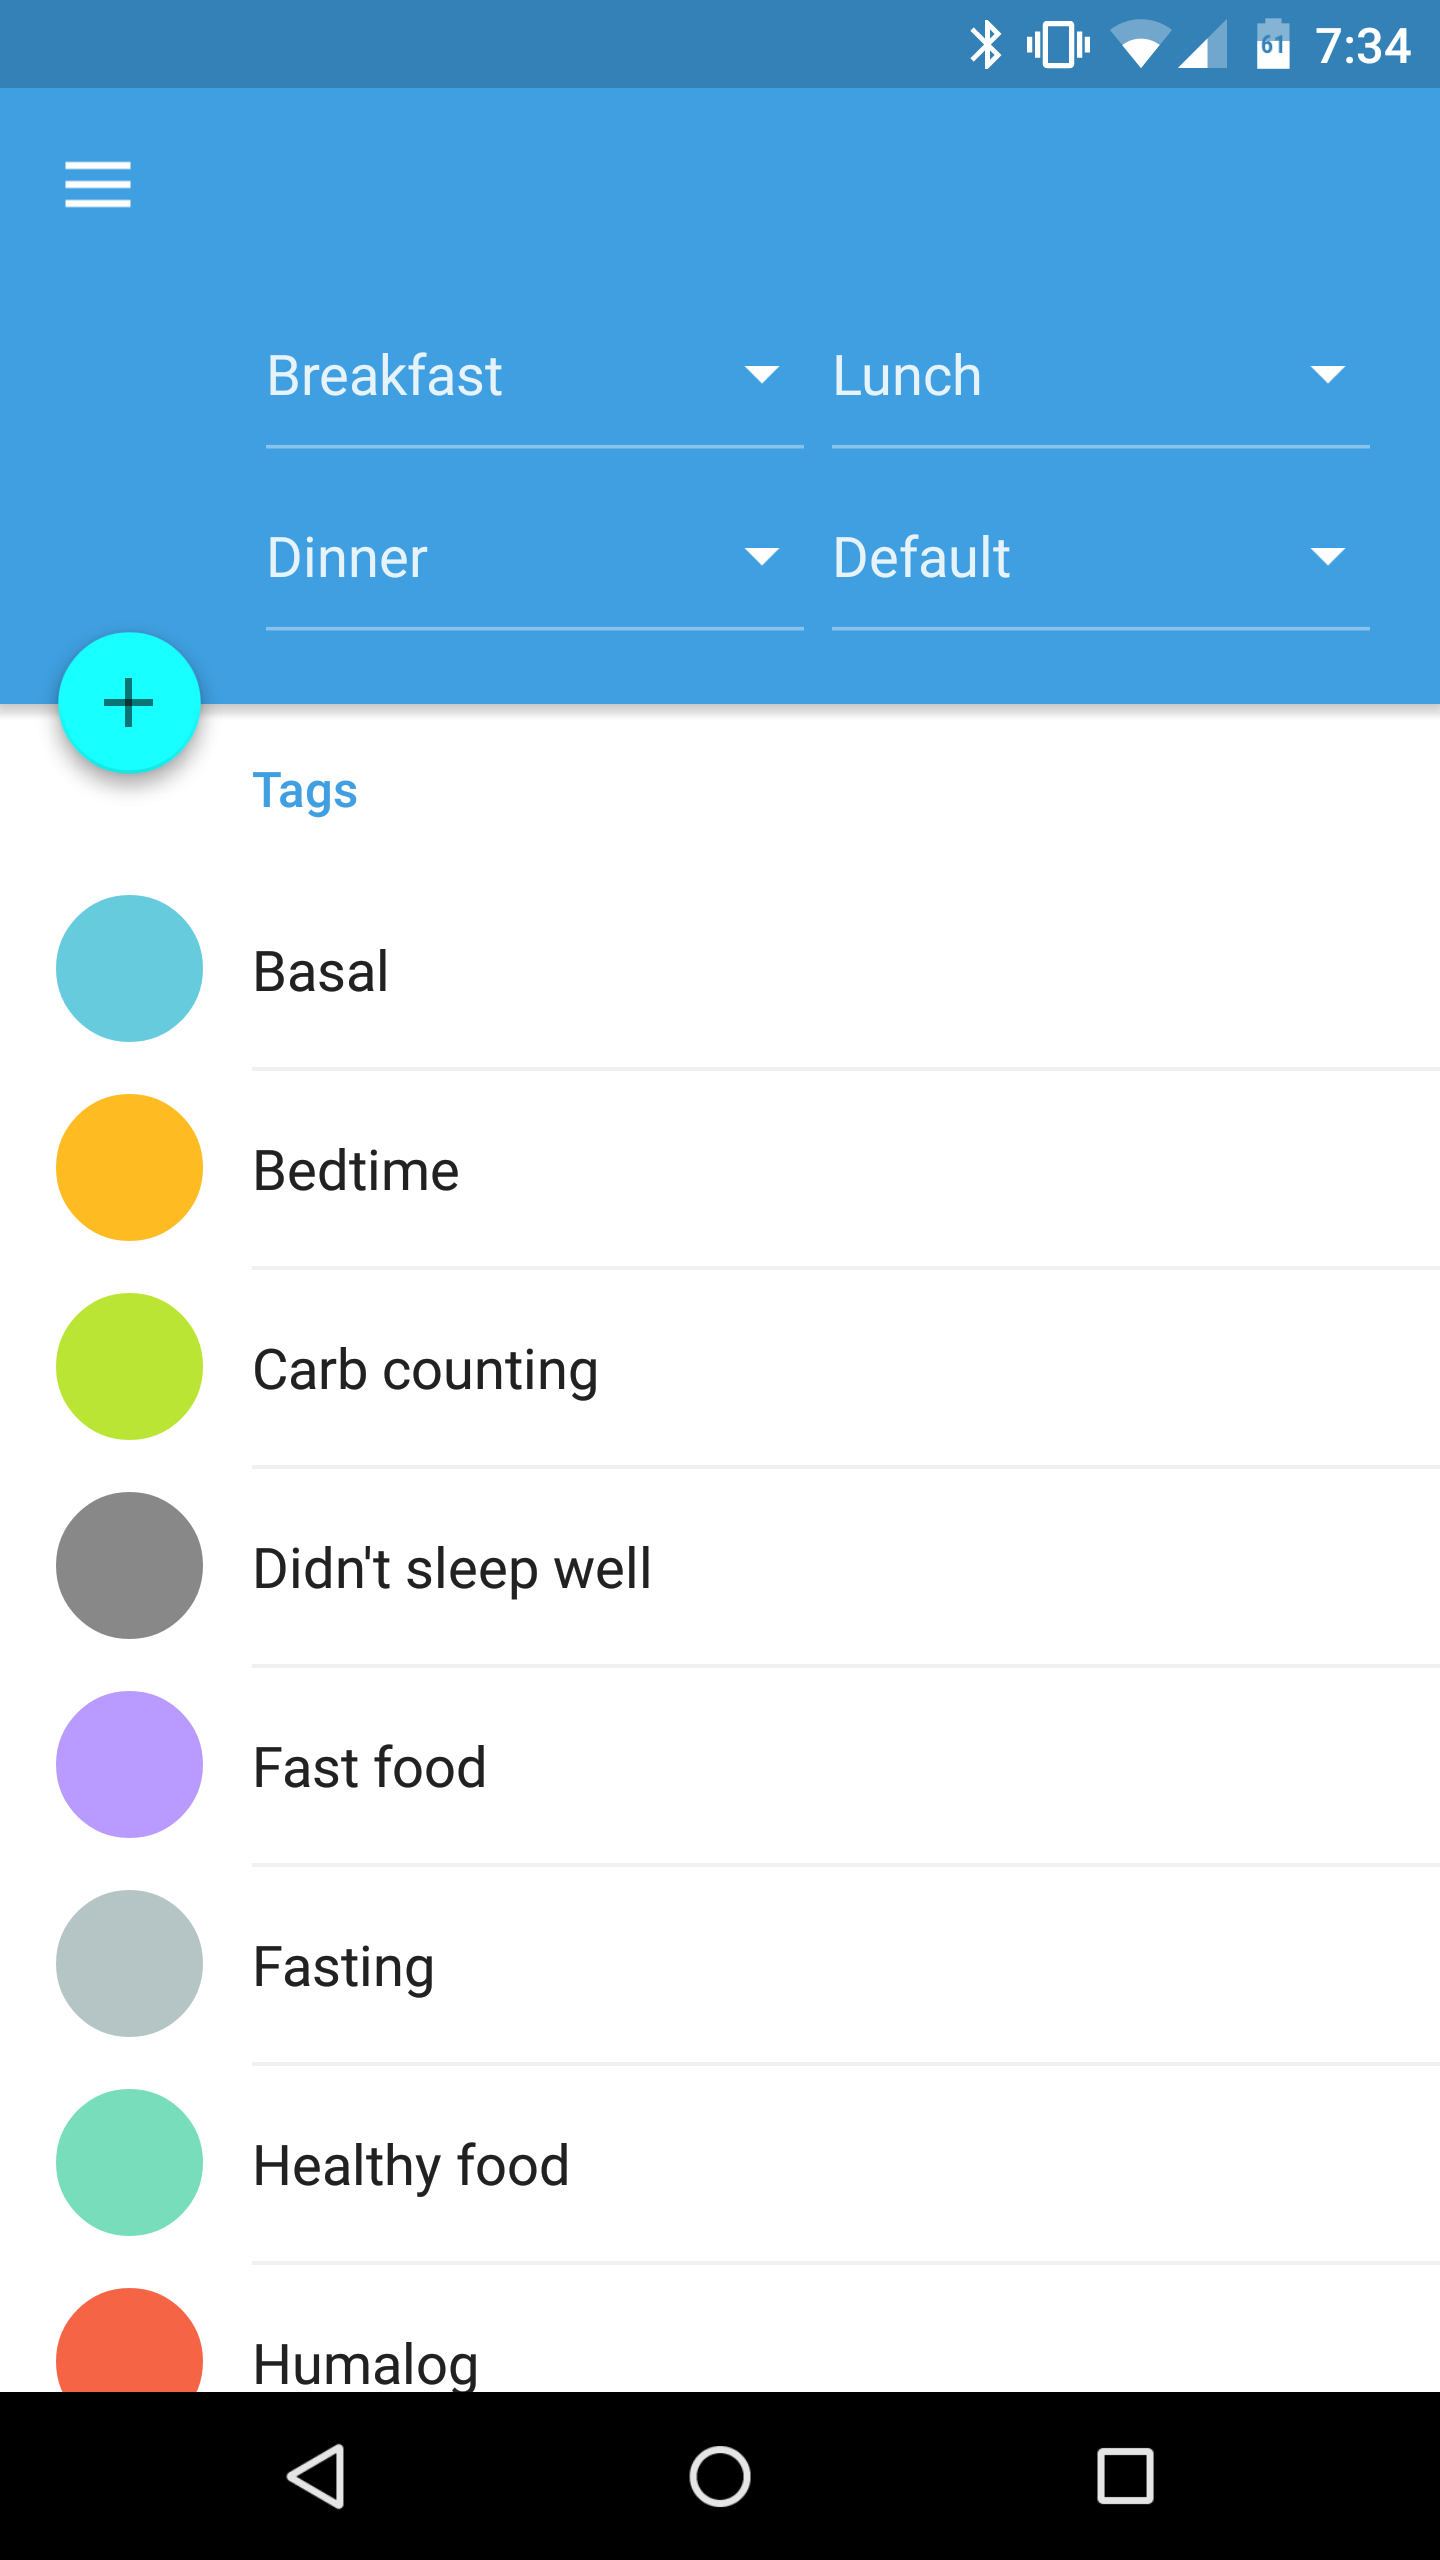 61 7:34
Breakfast Lunch
Dinner Default
Tags
Basal
Bedtime
Carb counting
Didn't sleep well
Fast food
Fasting
Healthy food
Humalog